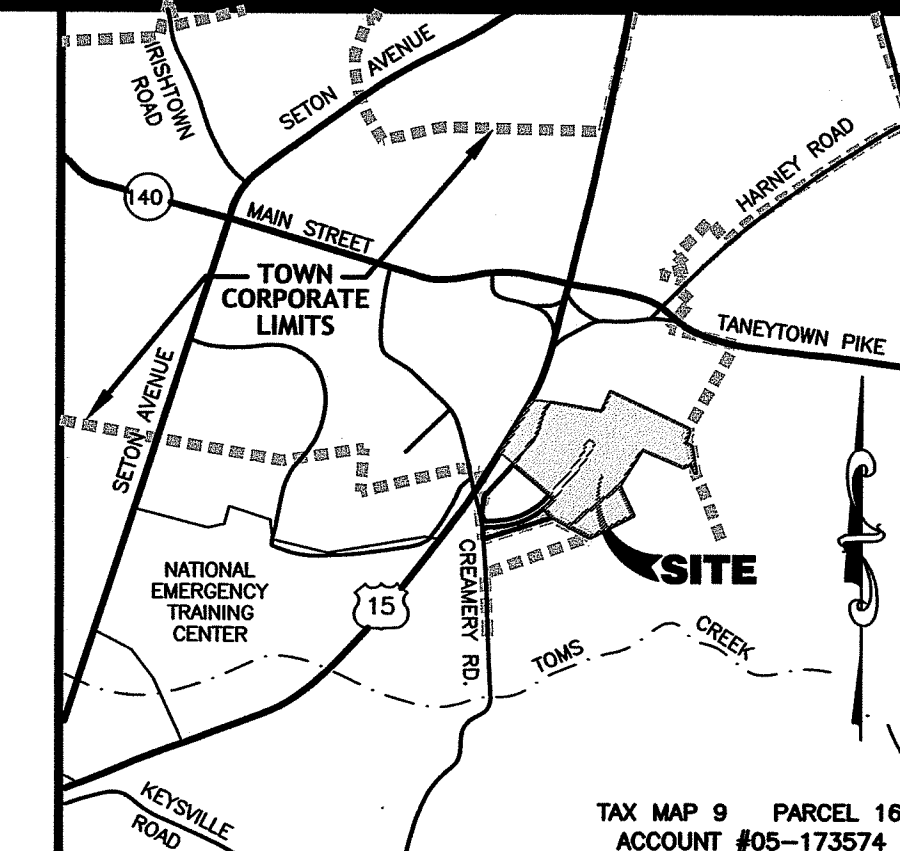 IRISHTOWN
ROAD
SETON AVENUE
HARNEY ROAD
140
MAIN STREET
TOWN
CORPORATE
LIMITS
TANEYTOWN PIKE
SETON AVENUE
NATIONAL
EMERGENCY
TRAINING
CENTER
15
CREAMERY RD.
SITE
TOMS CREEK
KEYSVILLE
ROAD
TAX MAP 9 PARCEL 16
ACCOUNT #05-173574